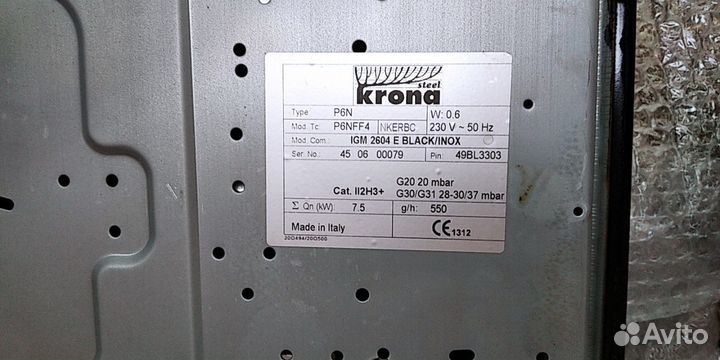 steel
krona
Type P6N W: 0.6
Mod. Tc. P6NFF4 NKERBC 230 V ~ 50 Hz
Mod. Com.: IGM 2604 E BLACK/INOX
Ser. No.: 45 06 00079 Pin: 49BL3303
Cat. II2H3+ G20 20 mbar
G30/G31 28-30/37 mbar
Σ Qn (kW): 7.5 g/h: 550
Made in Italy CE 1312
20D494/20D500
Avito